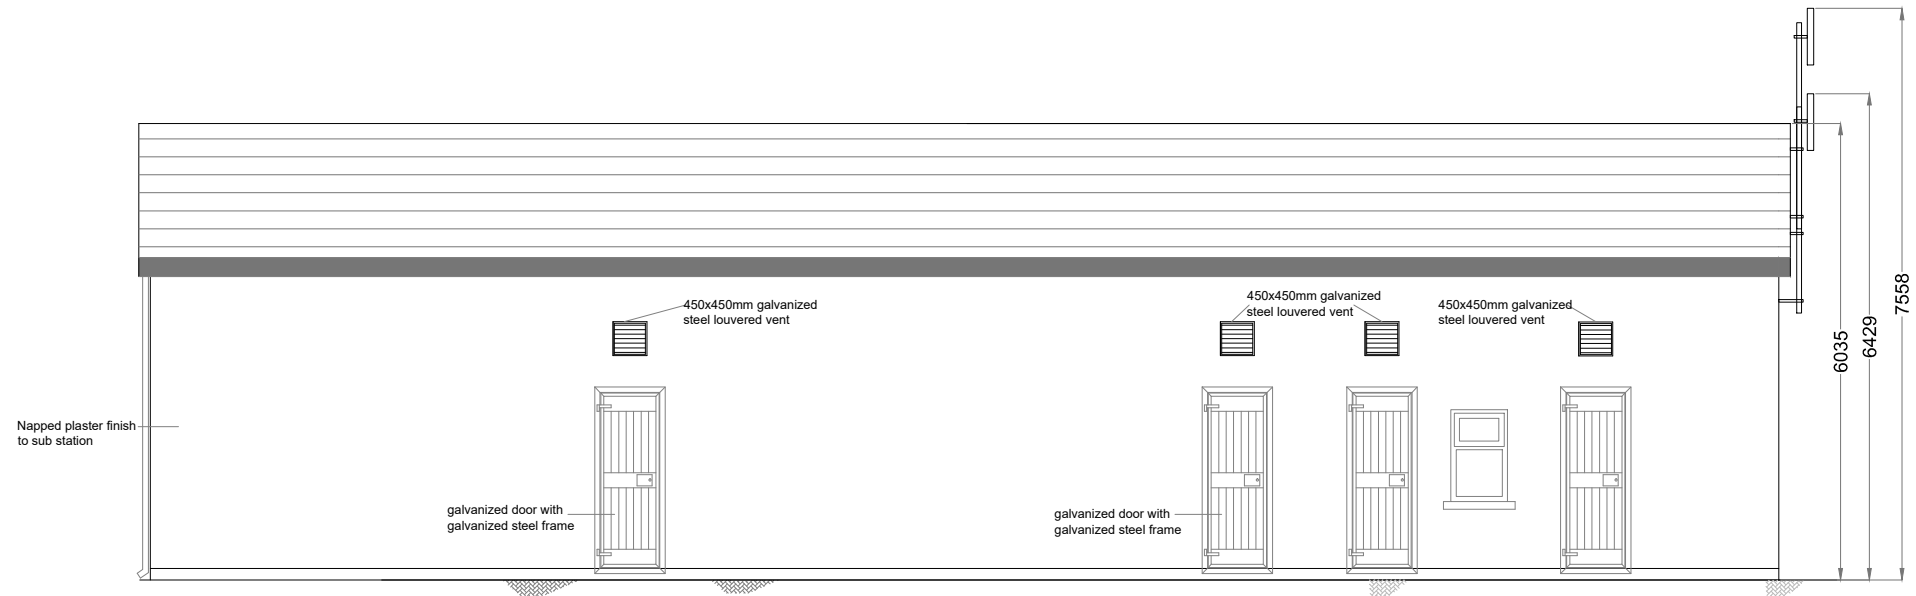 450x450mm galvanized
steel louvered vent
450x450mm galvanized
steel louvered vent
450x450mm galvanized
steel louvered vent
Napped plaster finish
to sub station
galvanized door with
galvanized steel frame
galvanized door with
galvanized steel frame
6035
6429
7558